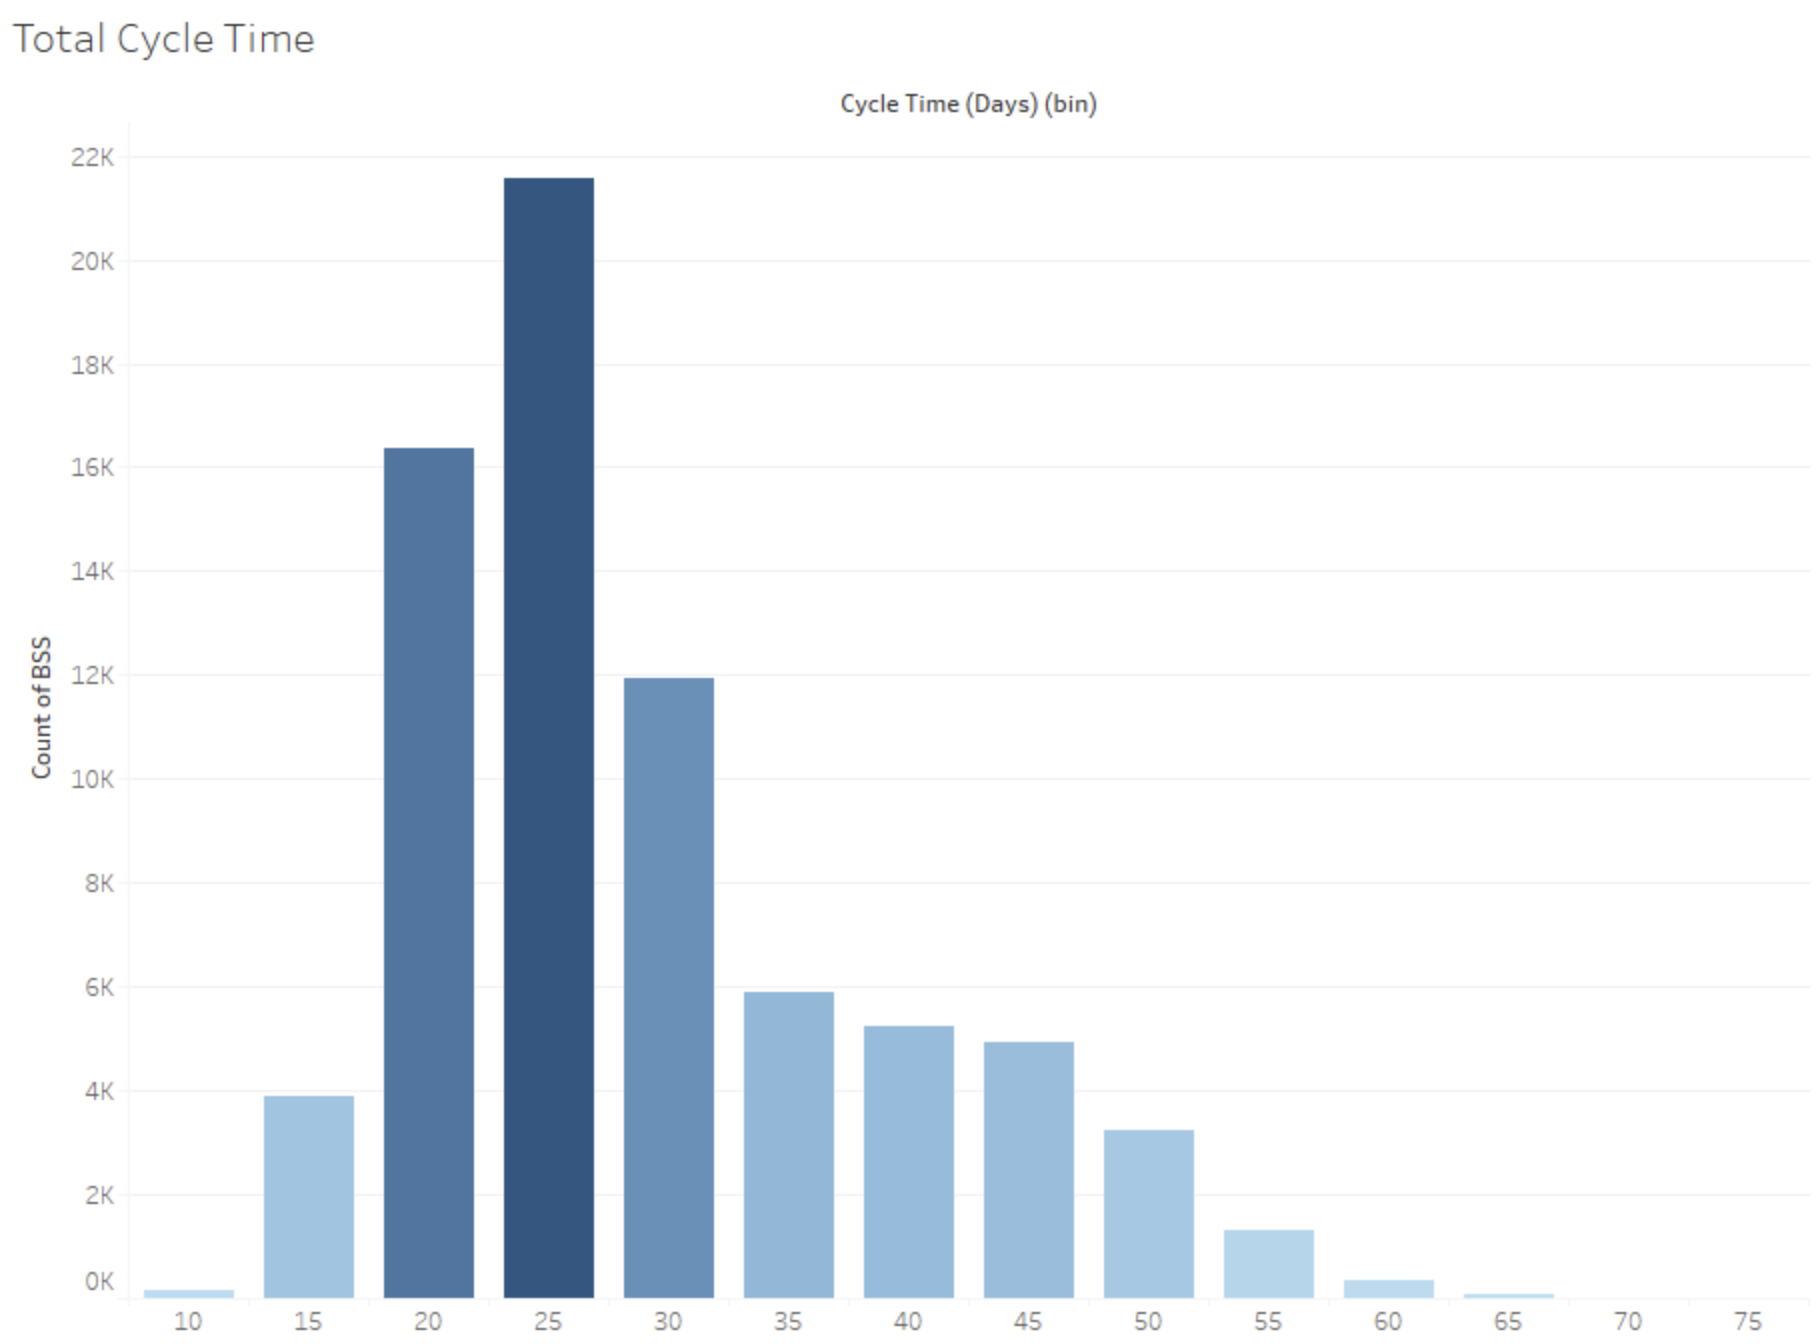 Total Cycle Time
Cycle Time (Days) (bin)
22K
20K
18K
16K
14K
12K
10K
8K
6K
4K
2K
0K
Count of BSS
10 15 20 25 30 35 40 45 50 55 60 65 70 75